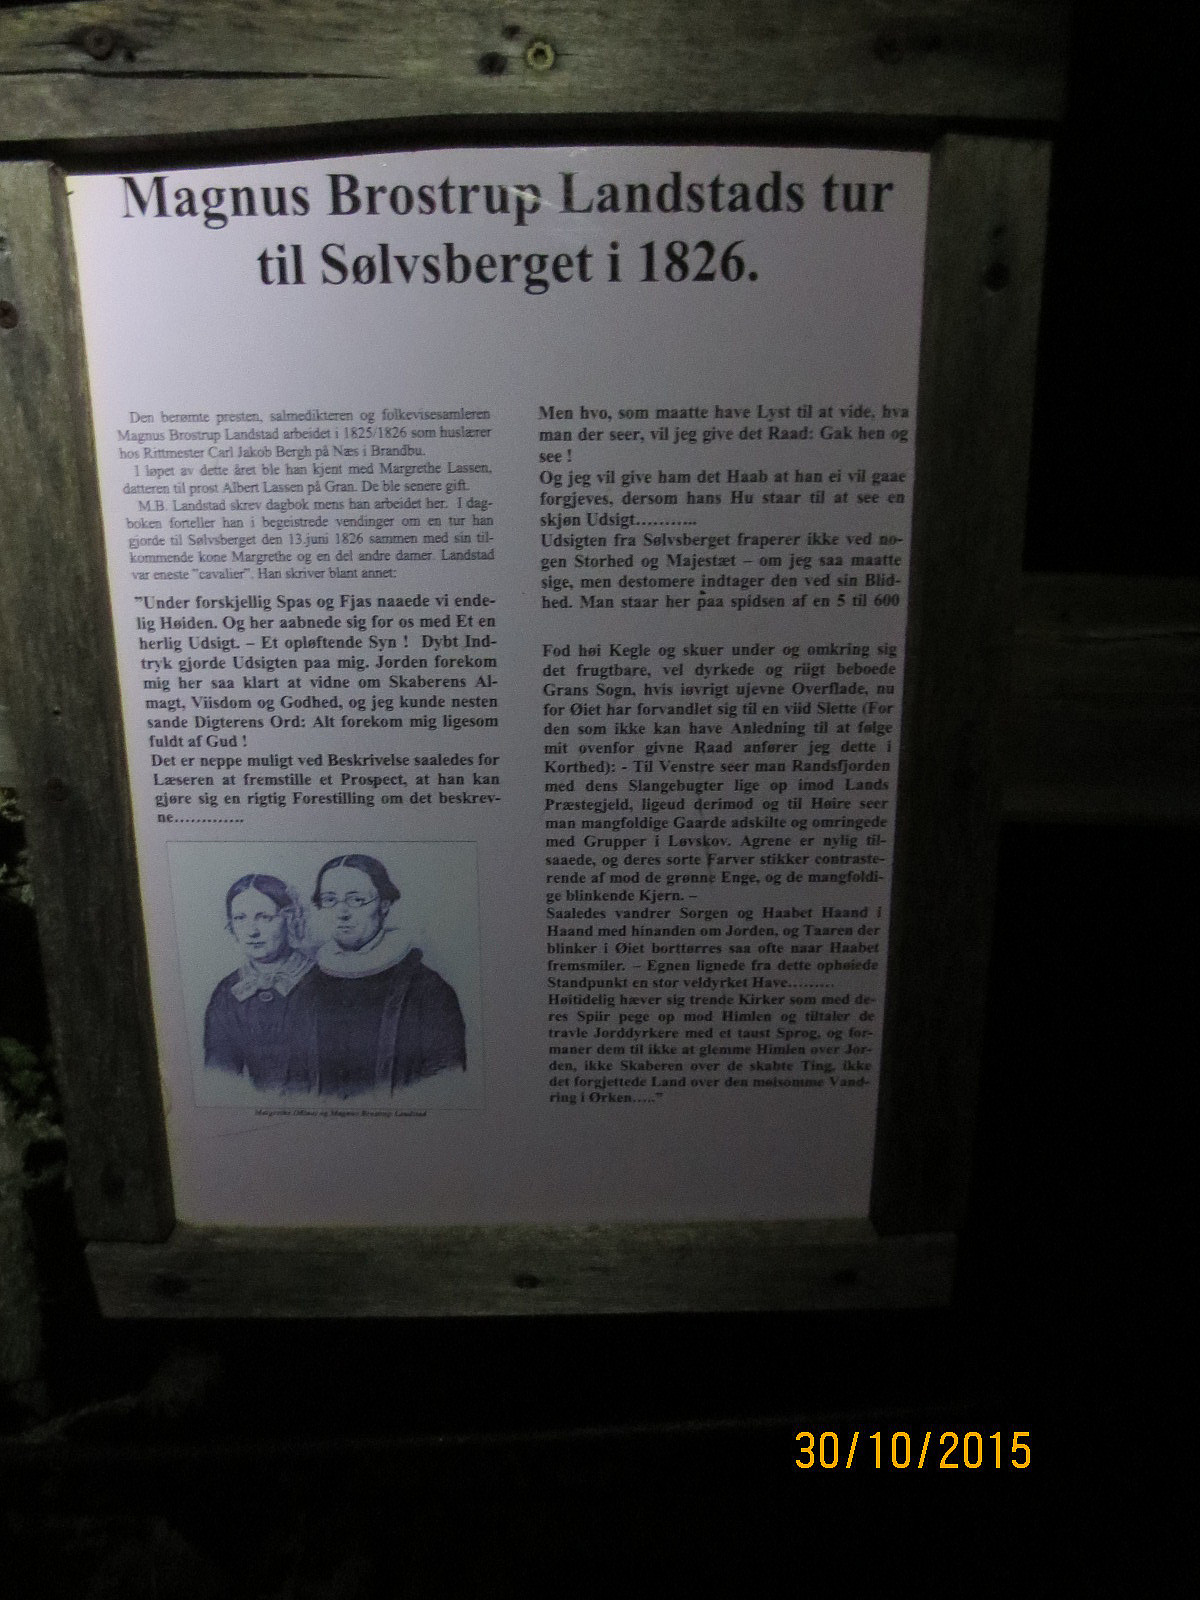 Magnus Brostrup Landstads tur
til Sølvsberget i 1826.
Den berømte presten, salmedikteren og folkevisesamleren
Magnus Brostrup Landstad arbeidet i 1825/1826 som huslærer
hos Rittmester Carl Jakob Bergh på Næs i Brandbu.
I løpet av dette året ble han kjent med Margrethe Lassen,
datteren til prost Albert Lassen på Gran. De ble senere gift.
M.B. Landstad skrev dagbok mens han arbeidet her. I dag-
boken forteller han i begeistrede vendinger om en tur han
gjorde til Sølvsberget den 13.juni 1826 sammen med sin til-
kommende kone Margrethe og en del andre damer. Landstad
var eneste "cavalier". Han skriver blant annet:
"Under forskjellig Spas og Fjas naaede vi ende-
lig Høiden. Og her aabnede sig for os med Et en
herlig Udsigt. – Et opløftende Syn ! Dybt Ind-
tryk gjorde Udsigten paa mig. Jorden forekom
mig her saa klart at vidne om Skaberens Al-
magt, Viisdom og Godhed, og jeg kunde nesten
sande Digterens Ord: Alt forekom mig ligesom
fuldt af Gud !
Det er neppe muligt ved Beskrivelse saaledes for
Læseren at fremstille et Prospect, at han kan
gjøre sig en rigtig Forestilling om det beskrev-
ne.............
Margrethe og Magnus Brostrup Landstad
Men hvo, som maatte have Lyst til at vide, hva
man der seer, vil jeg give det Raad: Gak hen og
see !
Og jeg vil give ham det Haab at han ei vil gaae
forgjeves, dersom hans Hu staar til at see en
skjøn Udsigt...........
Udsigten fra Sølvsberget fraperer ikke ved no-
gen Storhed og Majestæt – om jeg saa maatte
sige, men destomere indtager den ved sin Blid-
hed. Man staar her paa spidsen af en 5 til 600
Fod høi Kegle og skuer under og omkring sig
det frugtbare, vel dyrkede og riigt beboede
Grans Sogn, hvis iøvrigt ujevne Overflade, nu
for Øiet har forvandlet sig til en viid Slette (For
den som ikke kan have Anledning til at følge
mit ovenfor givne Raad anfører jeg dette i
Korthed): - Til Venstre seer man Randsfjorden
med dens Slangebugter lige op imod Lands
Præstegjeld, ligeud derimod og til Høire seer
man mangfoldige Gaarde adskilte og omringede
med Grupper i Løvskov. Agrene er nylig til-
saaede, og deres sorte Farver stikker contraste-
rende af mod de grønne Enge, og de mangfoldi-
ge blinkende Kjern. –
Saaledes vandrer Sorgen og Haabet Haand i
Haand med hinanden om Jorden, og Taaren der
blinker i Øiet borttørres saa ofte naar Haabet
fremsmiler. – Egnen lignede fra dette ophøiede
Standpunkt en stor veldyrket Have.........
Høitidelig hæver sig trende Kirker som med de-
res Spiir pege op mod Himlen og tiltaler de
travle Jorddyrkere med et taust Sprog, og for-
maner dem til ikke at glemme Himlen over Jor-
den, ikke Skaberen over de skabte Ting, ikke
det forgjettede Land over den møisomme Vand-
ring i Ørken....."
30/10/2015